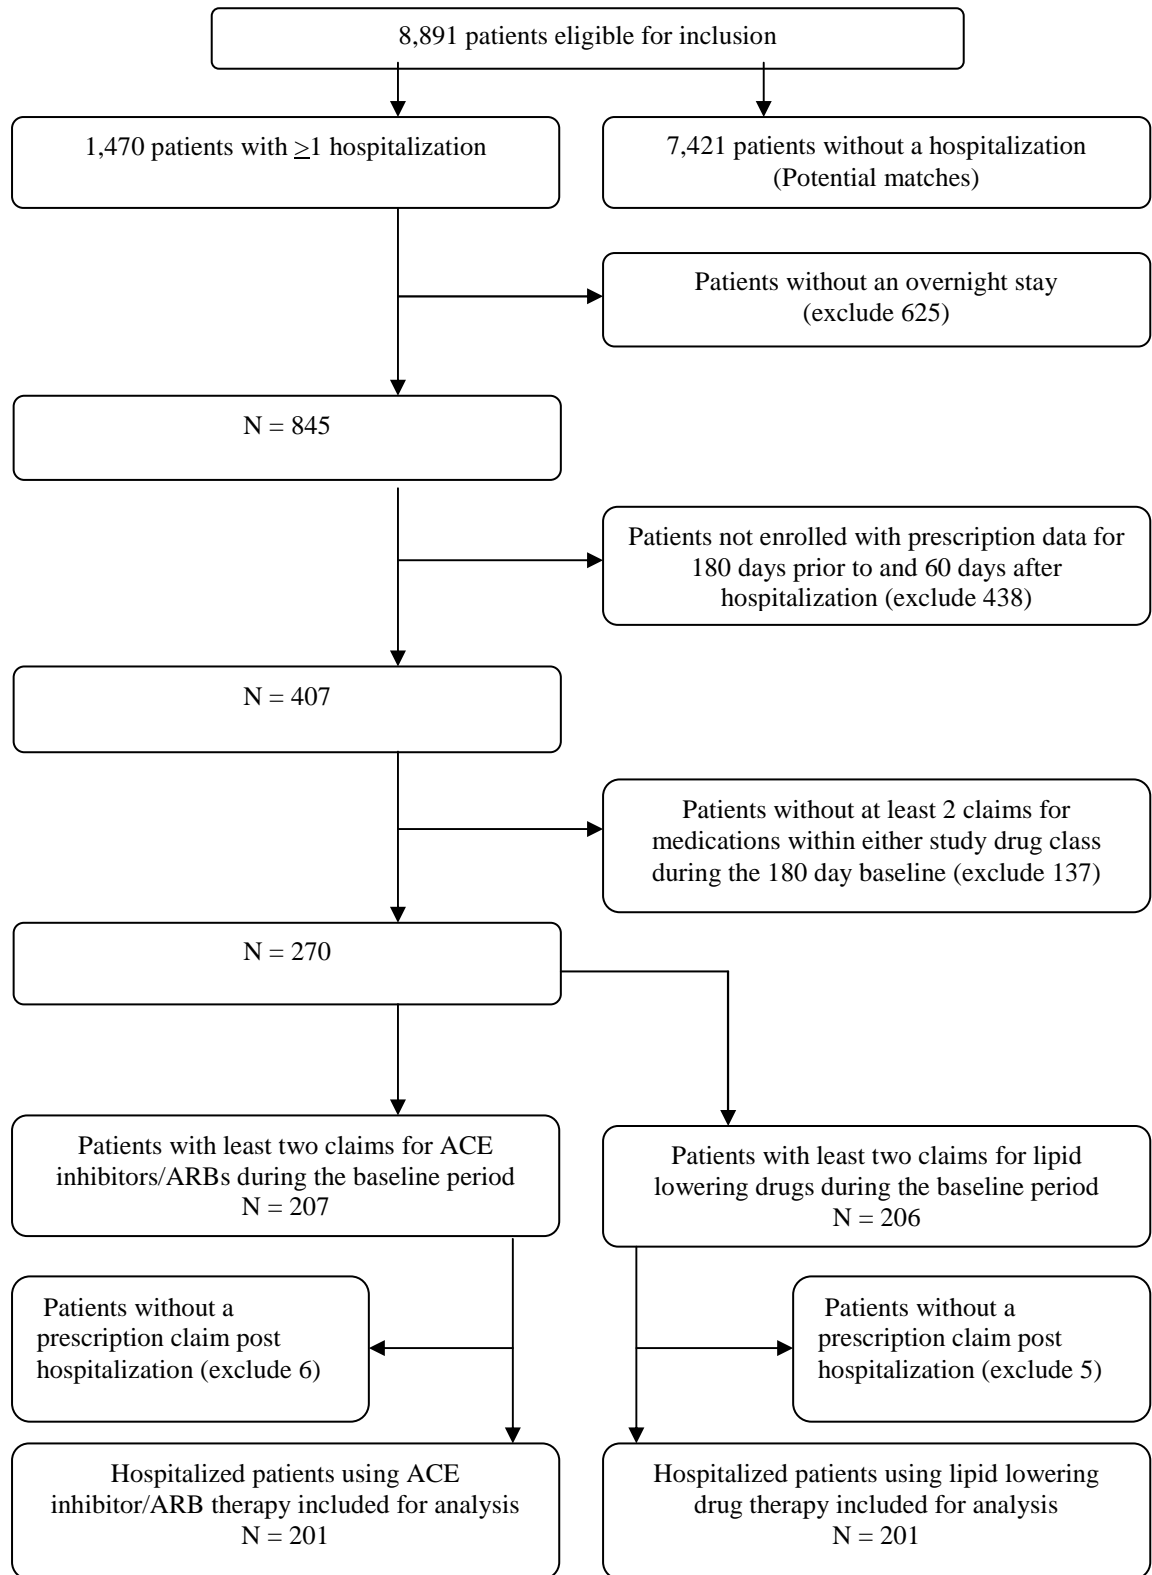 8,891 patients eligible for inclusion
1,470 patients with ≥1 hospitalization
7,421 patients without a hospitalization
(Potential matches)
Patients without an overnight stay
(exclude 625)
N = 845
Patients not enrolled with prescription data for
180 days prior to and 60 days after
hospitalization (exclude 438)
N = 407
Patients without at least 2 claims for
medications within either study drug class
during the 180 day baseline (exclude 137)
N = 270
Patients with least two claims for ACE
inhibitors/ARBs during the baseline period
N = 207
Patients with least two claims for lipid
lowering drugs during the baseline period
N = 206
Patients without a
prescription claim post
hospitalization (exclude 6)
Patients without a
prescription claim post
hospitalization (exclude 5)
Hospitalized patients using ACE
inhibitor/ARB therapy included for analysis
N = 201
Hospitalized patients using lipid lowering
drug therapy included for analysis
N = 201